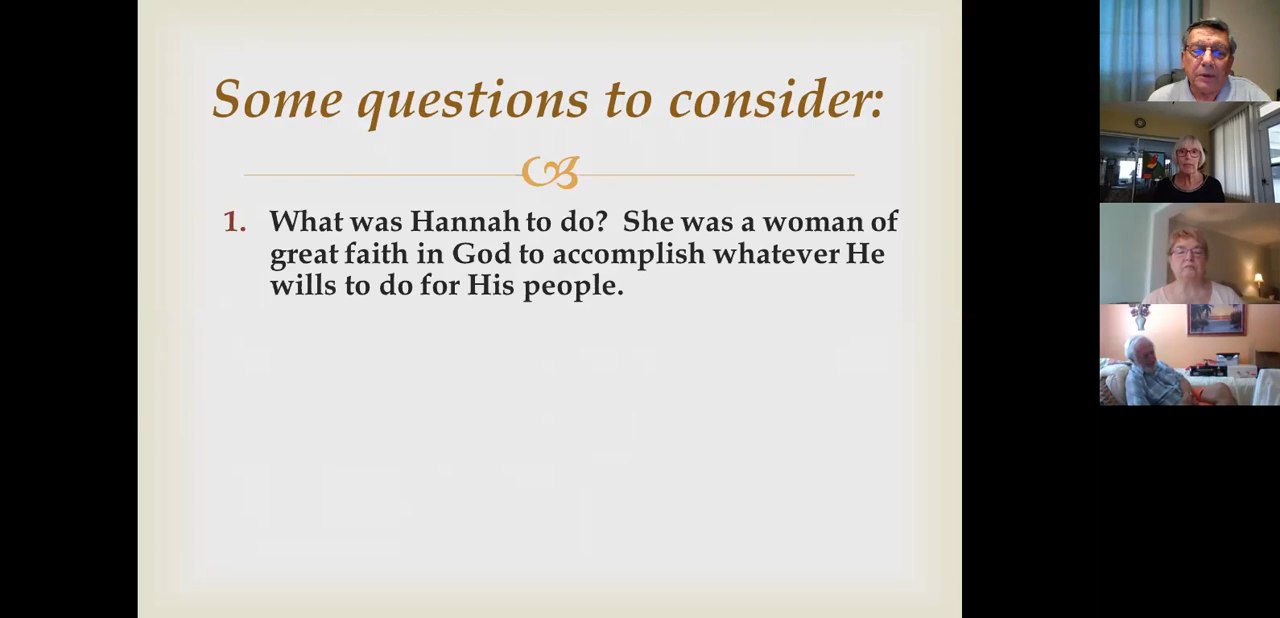 Some questions to consider:
1. What was Hannah to do? She was a woman of
great faith in God to accomplish whatever He
wills to do for His people.